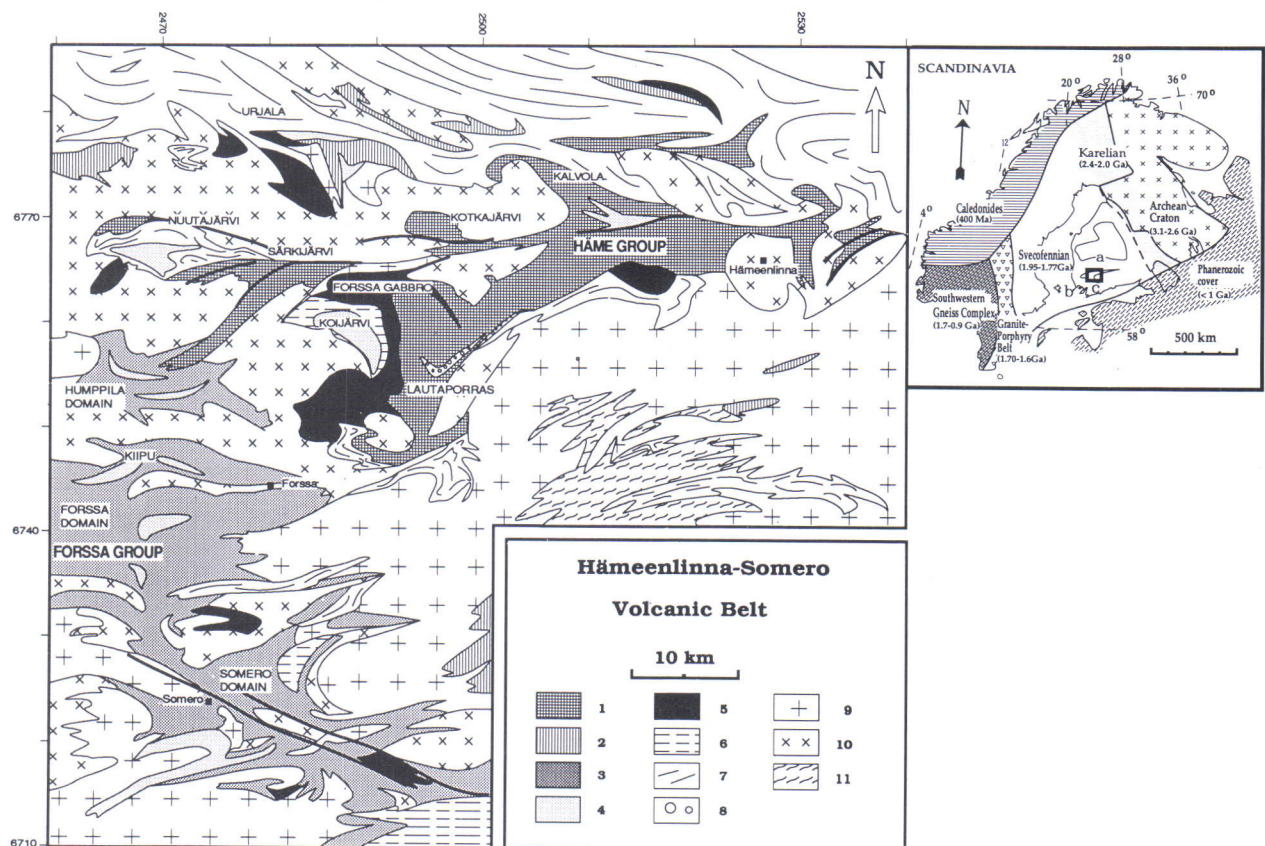 2470
2500
2530
6770
6740
6710
N
URJALA
KALVOLA
NUUTAJÄRVI
KOTKAJÄRVI
SÄRKIJÄRVI
HÄME GROUP
Hämeenlinna
FORSSA GABBRO
KOIJÄRVI
LAUTAPORRAS
HUMPPILA
DOMAIN
KIIPU
Forssa
FORSSA
DOMAIN
FORSSA GROUP
SOMERO
DOMAIN
Somero
SCANDINAVIA
N
28°
20°
36°
70°
12
4°
Karelian
(2.4-2.0 Ga)
Caledonides
(400 Ma)
Archean
Craton
(3.1-2.6 Ga)
Svecofennian
(1.95-1.77Ga)
a
b
c
Phanerozoic
cover
(< 1 Ga)
Southwestern
Gneiss Complex
(1.7-0.9 Ga)
Granite-
Porphyry
Belt
(1.70-1.6Ga)
58°
500 km
Hämeenlinna-Somero
Volcanic Belt
10 km
1
5
9
2
6
10
3
7
11
4
8